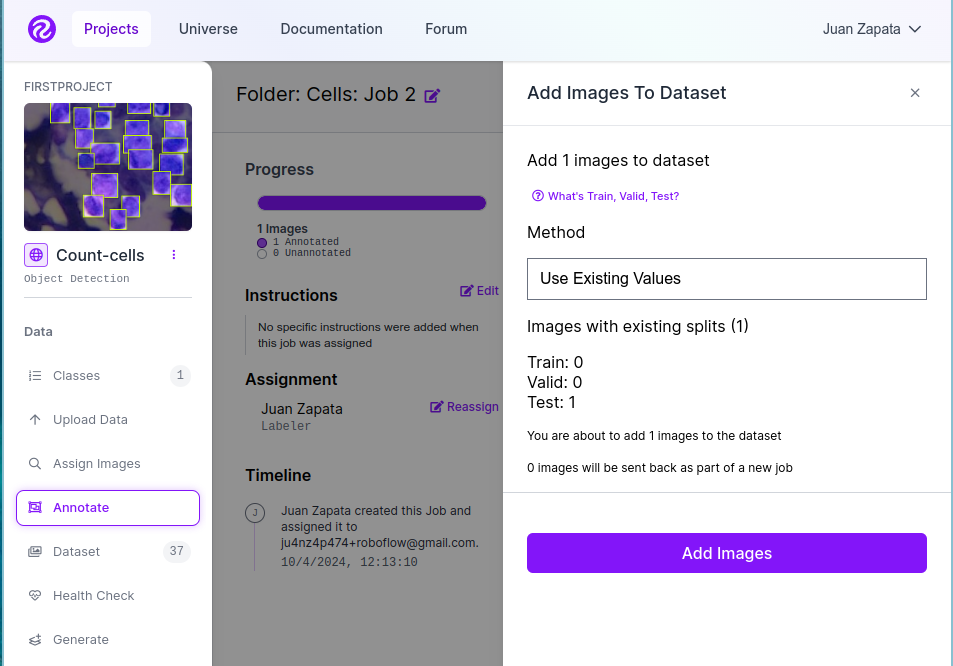 Projects
Universe
Documentation
Forum
Juan Zapata
FIRSTPROJECT
Count-cells
Object Detection
Data
Classes
1
Upload Data
Assign Images
Annotate
Dataset
37
Health Check
Generate
Folder: Cells: Job 2
Progress
1 Images
1 Annotated
0 Unannotated
Instructions
Edit
No specific instructions were added when
this job was assigned
Assignment
Juan Zapata
Reassign
Labeler
Timeline
J
Juan Zapata created this Job and
assigned it to
ju4nz4p474+roboflow@gmail.com.
10/4/2024, 12:13:10
Add Images To Dataset
Add 1 images to dataset
What's Train, Valid, Test?
Method
Use Existing Values
Images with existing splits (1)
Train: 0
Valid: 0
Test: 1
You are about to add 1 images to the dataset
0 images will be sent back as part of a new job
Add Images